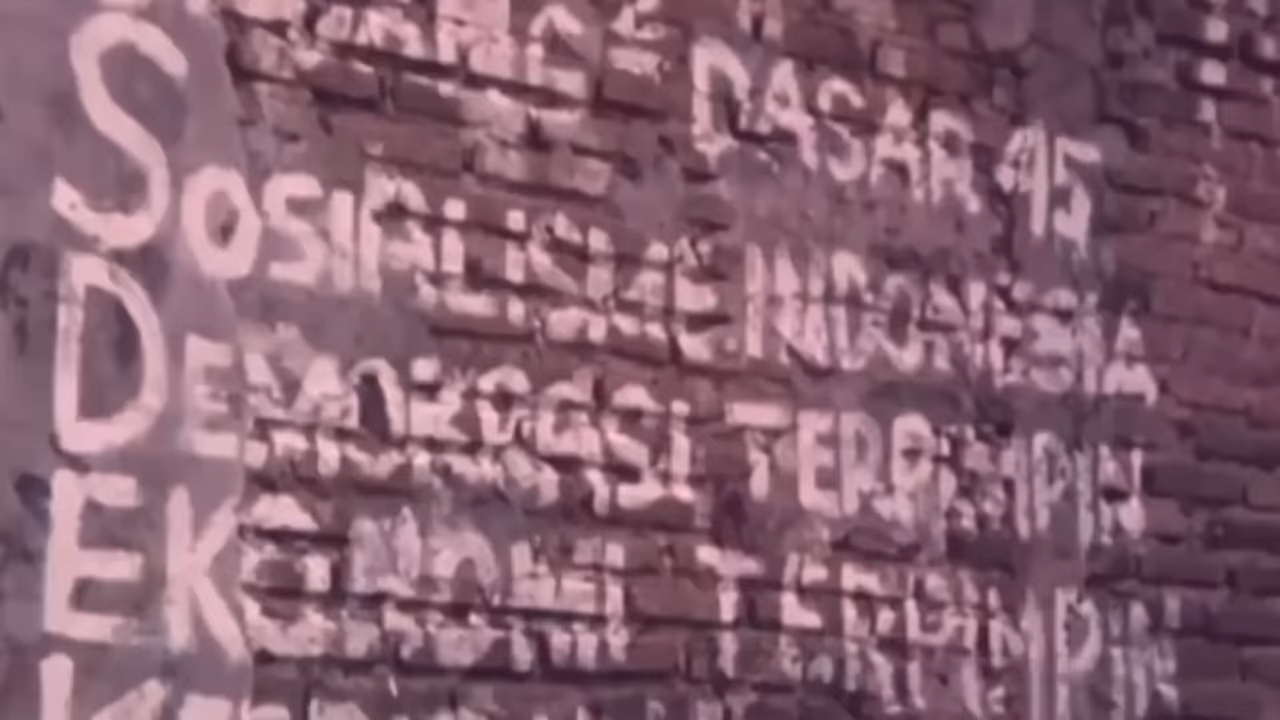 DASAR 45
SOSIALISME INDONESIA
DEMOKRASI TERPIMPIN
EKONOMI TERPIMPIN